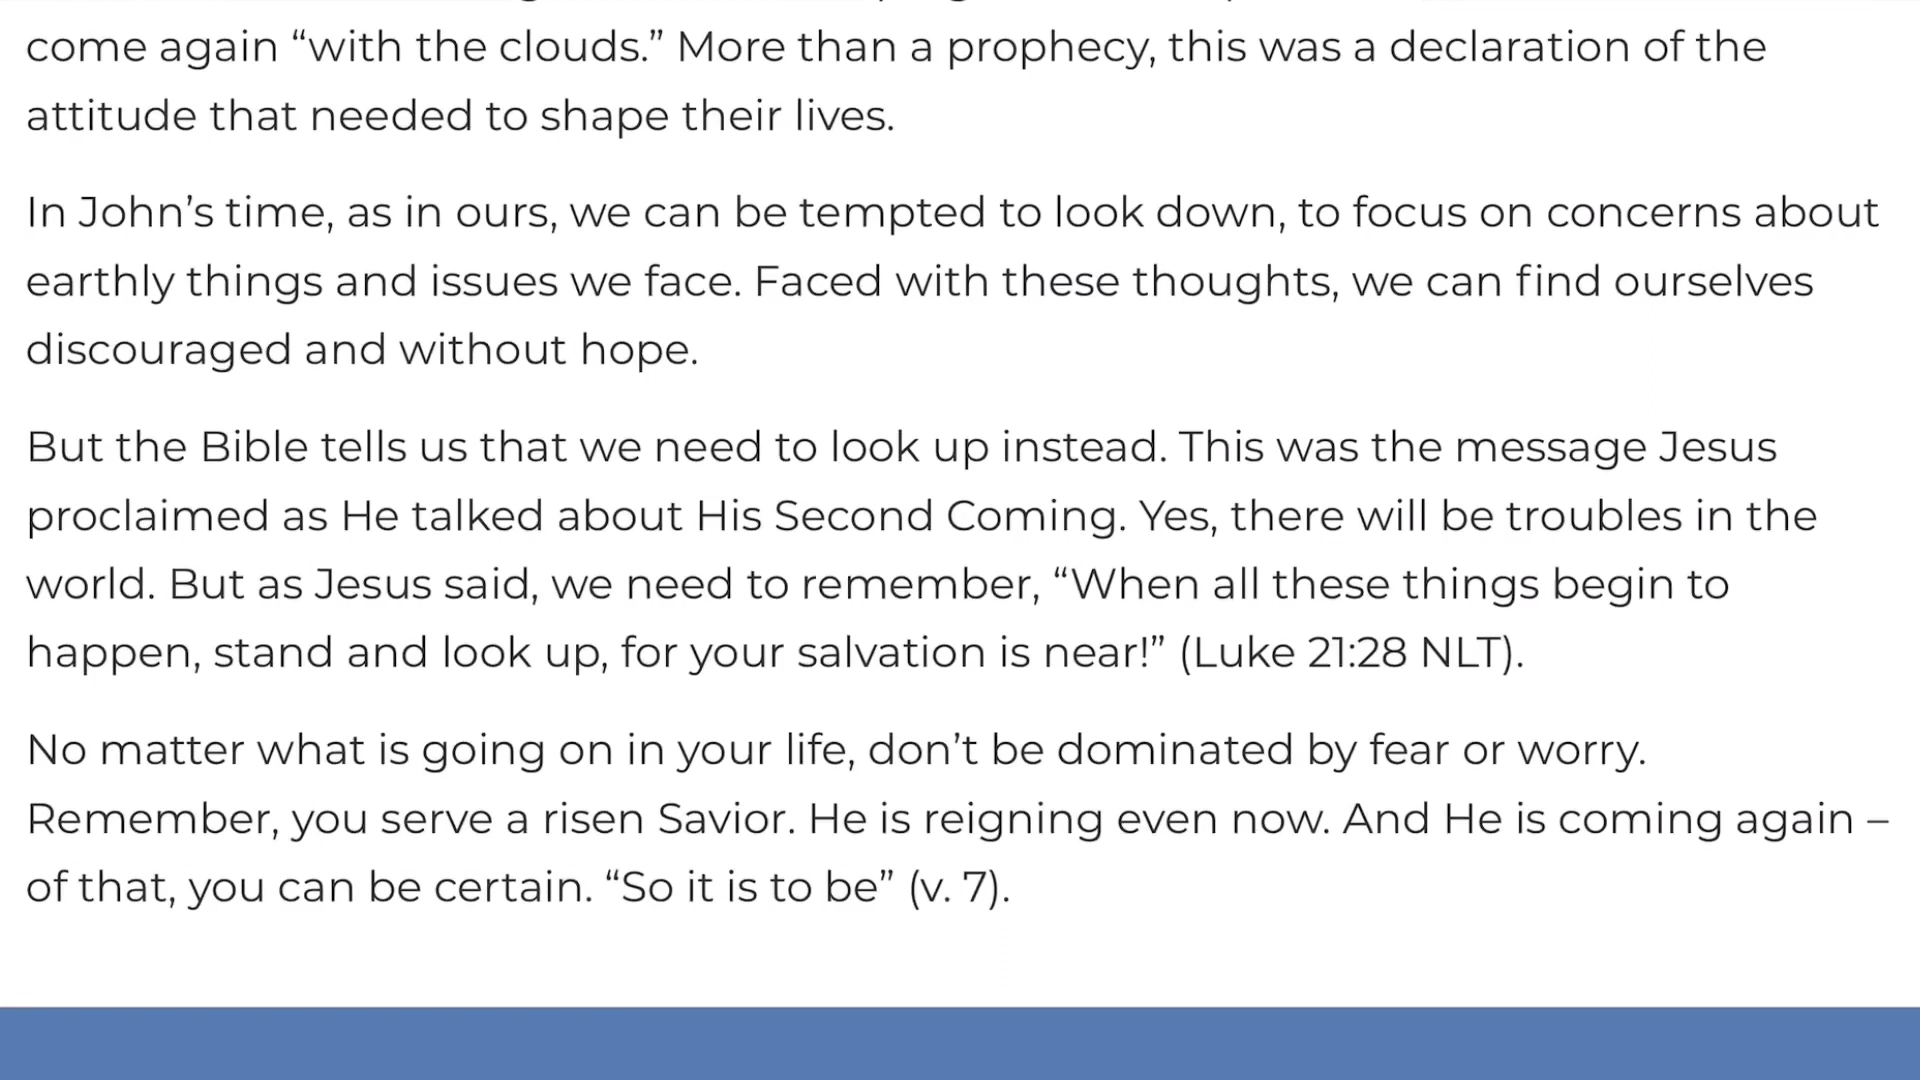 come again “with the clouds.” More than a prophecy, this was a declaration of the
attitude that needed to shape their lives.
In John’s time, as in ours, we can be tempted to look down, to focus on concerns about
earthly things and issues we face. Faced with these thoughts, we can find ourselves
discouraged and without hope.
But the Bible tells us that we need to look up instead. This was the message Jesus
proclaimed as He talked about His Second Coming. Yes, there will be troubles in the
world. But as Jesus said, we need to remember, “When all these things begin to
happen, stand and look up, for your salvation is near!” (Luke 21:28 NLT).
No matter what is going on in your life, don’t be dominated by fear or worry.
Remember, you serve a risen Savior. He is reigning even now. And He is coming again –
of that, you can be certain. “So it is to be” (v. 7).